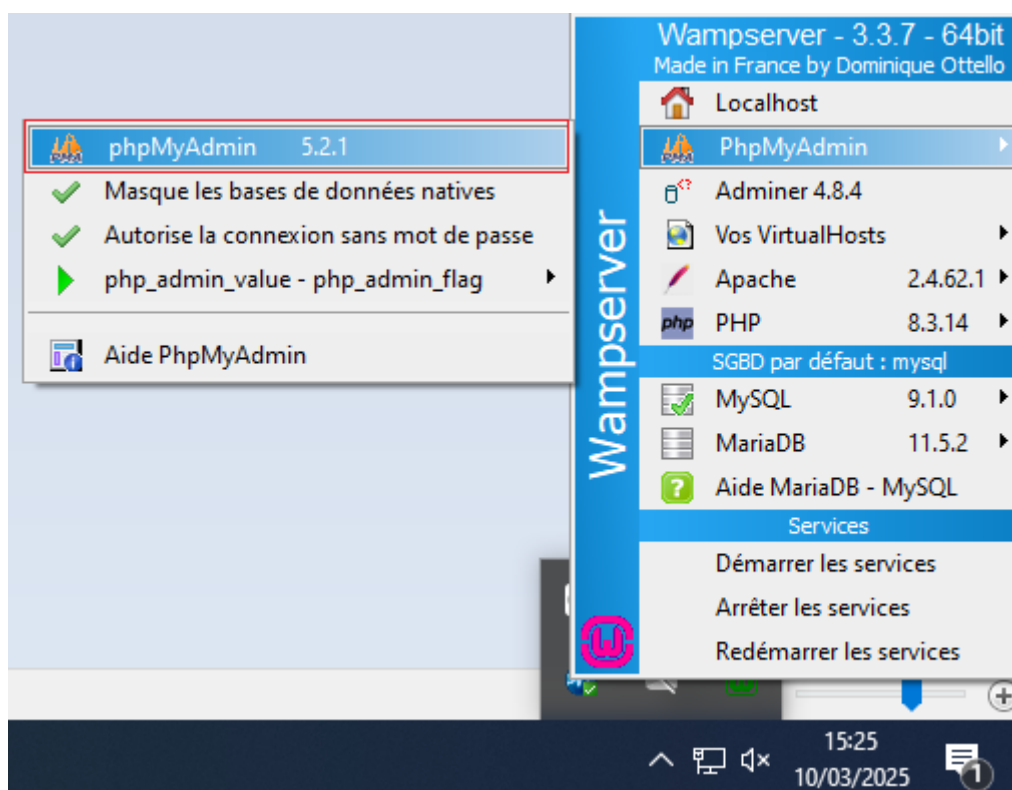 Wampserver - 3.3.7 - 64bit
Made in France by Dominique Ottello
Localhost
PhpMyAdmin
Adminer 4.8.4
Vos VirtualHosts
Apache 2.4.62.1
php PHP 8.3.14
SGBD par défaut : mysql
MySQL 9.1.0
MariaDB 11.5.2
Aide MariaDB - MySQL
Services
Démarrer les services
Arrêter les services
Redémarrer les services
Wampserver
phpMyAdmin 5.2.1
Masque les bases de données natives
Autorise la connexion sans mot de passe
php_admin_value - php_admin_flag
Aide PhpMyAdmin
15:25
10/03/2025
1